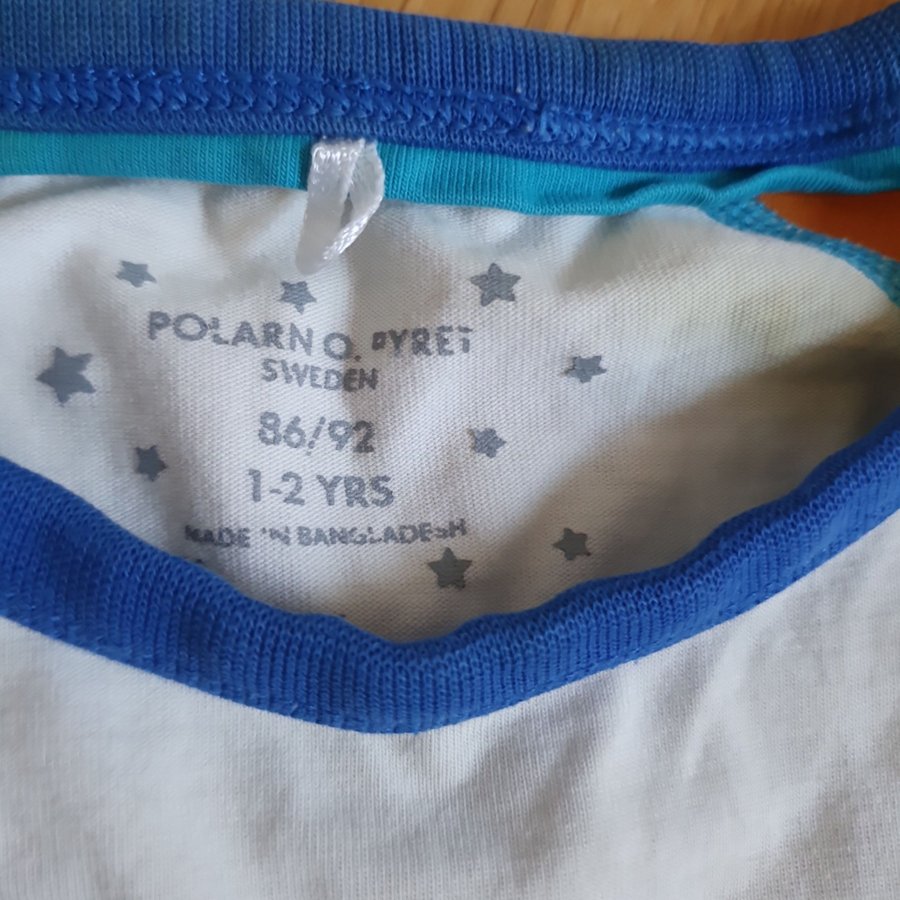 POLARN O. PYRET
SWEDEN
86/92
1-2 YRS
MADE IN BANGLADESH